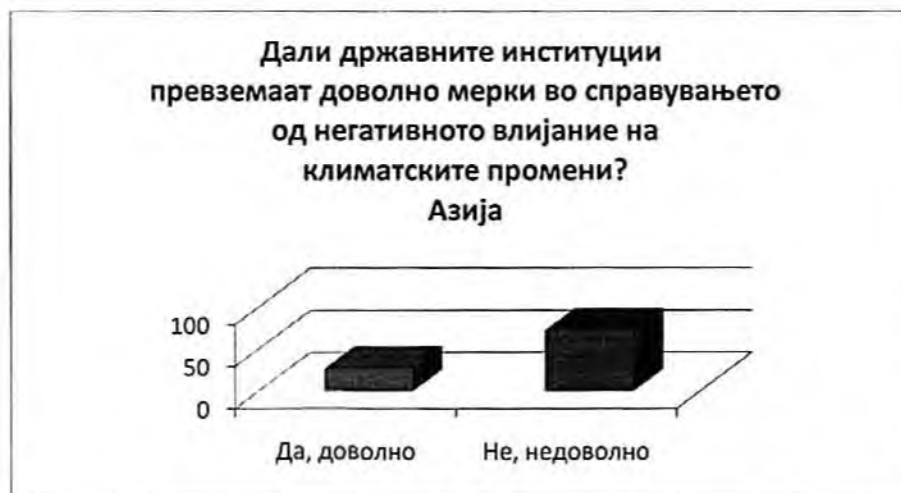 Дали државните институции
превземаат доволно мерки во справувањето
од негативното влијание на
климатските промени?
Азија
100
50
0
Да, доволно Не, недоволно